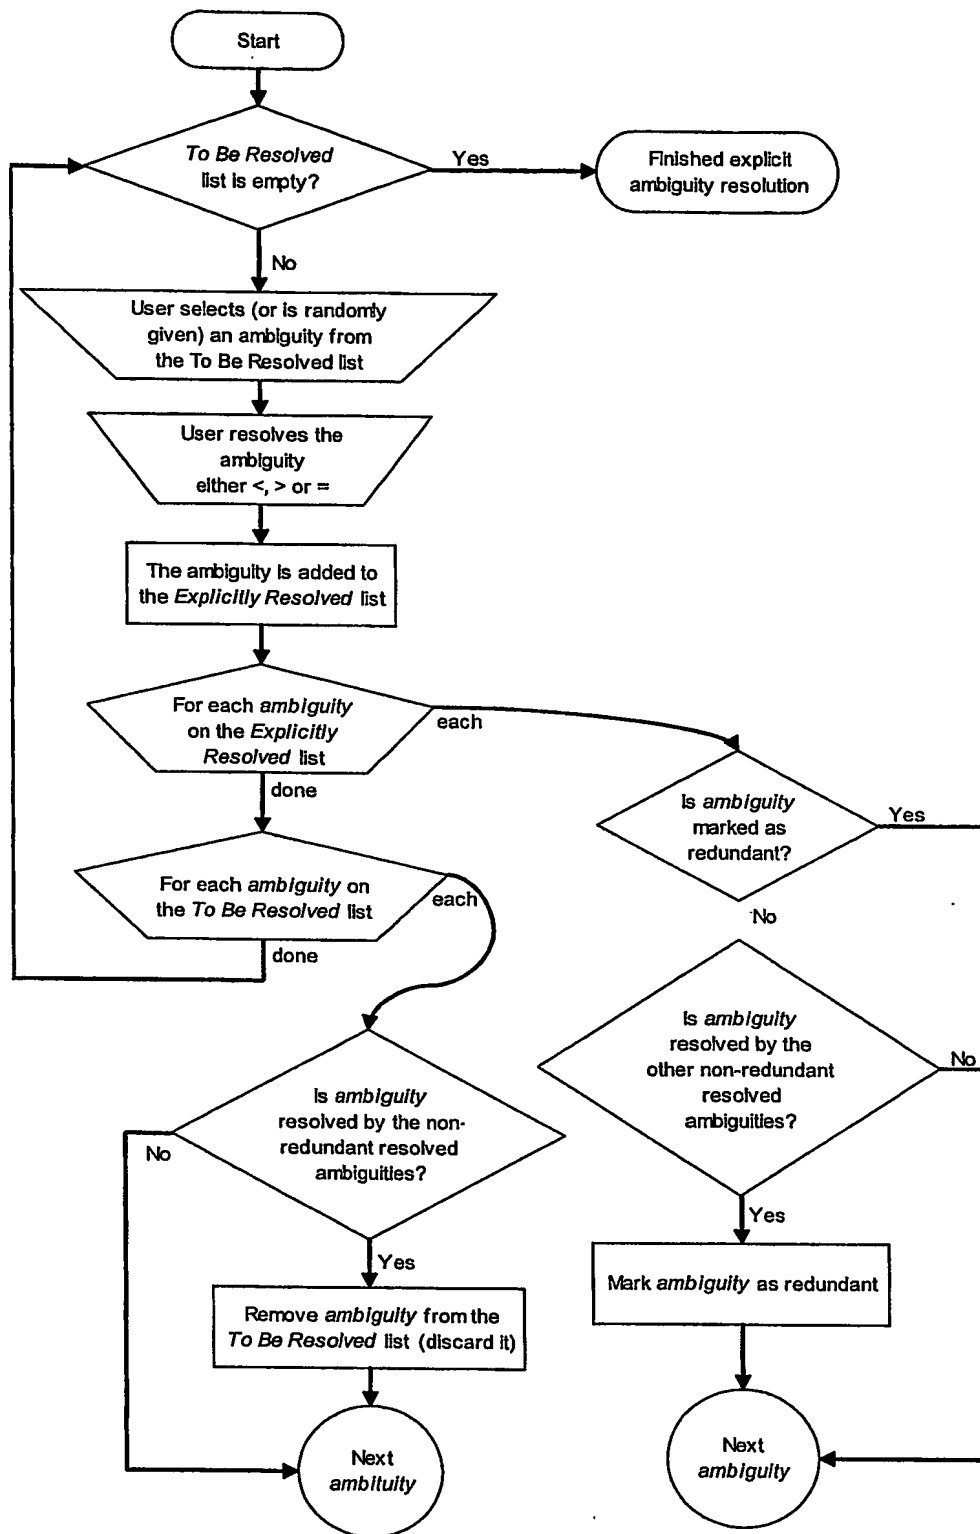 Start
To Be Resolved
list is empty?
Yes
Finished explicit
ambiguity resolution
No
User selects (or is randomly
given) an ambiguity from
the To Be Resolved list
User resolves the
ambiguity
either <, > or =
The ambiguity is added to
the Explicitly Resolved list
For each ambiguity
on the Explicitly
Resolved list
each
done
Is ambiguity
marked as
redundant?
Yes
No
For each ambiguity on
the To Be Resolved list
each
done
Is ambiguity
resolved by the
other non-redundant
resolved
ambiguities?
No
Yes
Is ambiguity
resolved by the non-
redundant resolved
ambiguities?
No
Yes
Mark ambiguity as redundant
Remove ambiguity from the
To Be Resolved list (discard it)
Next
ambituity
Next
ambiguity